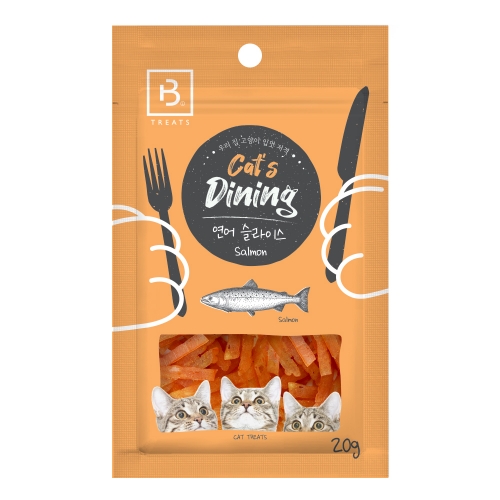 B
TREATS
우리 집 고양이 입맛 저격
Cat's
Dining
연어 슬라이스
Salmon
Salmon
CAT TREATS
20g